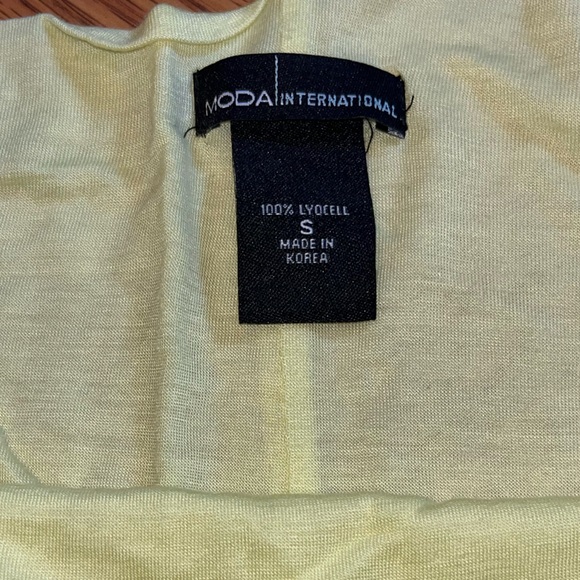 MODA INTERNATIONAL
100% LYOCELL
S
MADE IN
KOREA